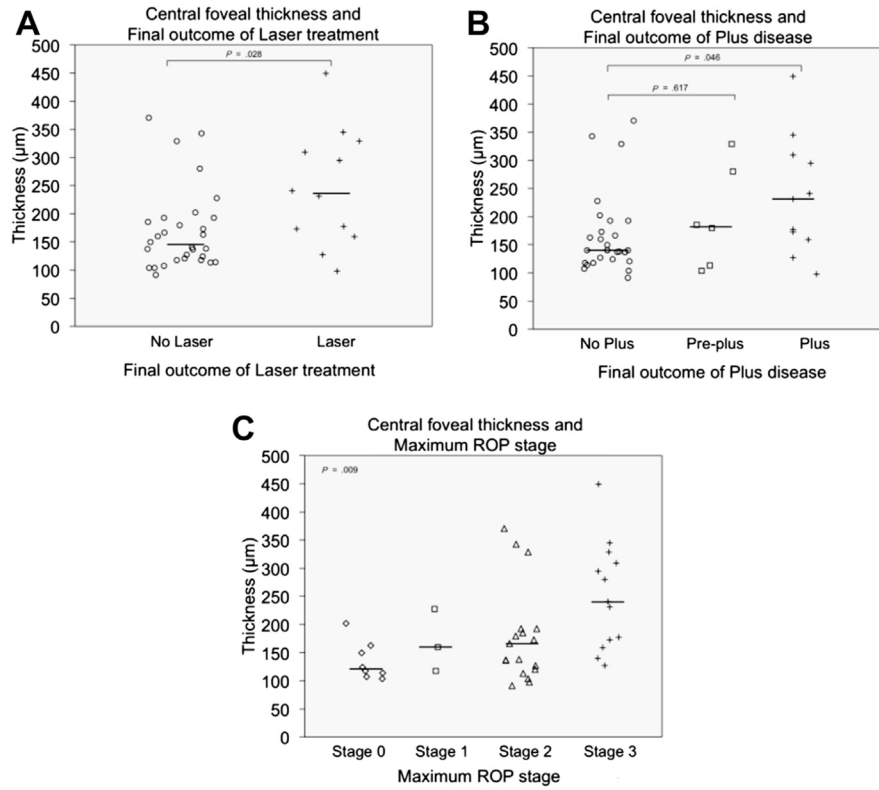 A
Central foveal thickness and
Final outcome of Laser treatment
500
450
400
350
300
250
200
150
100
50
0
Thickness (µm)
P = .028
No Laser
Laser
Final outcome of Laser treatment
B
Central foveal thickness and
Final outcome of Plus disease
500
450
400
350
300
250
200
150
100
50
0
Thickness (µm)
P = .046
P = .617
No Plus
Pre-plus
Plus
Final outcome of Plus disease
C
Central foveal thickness and
Maximum ROP stage
500
450
400
350
300
250
200
150
100
50
0
Thickness (µm)
P = .009
Stage 0
Stage 1
Stage 2
Stage 3
Maximum ROP stage